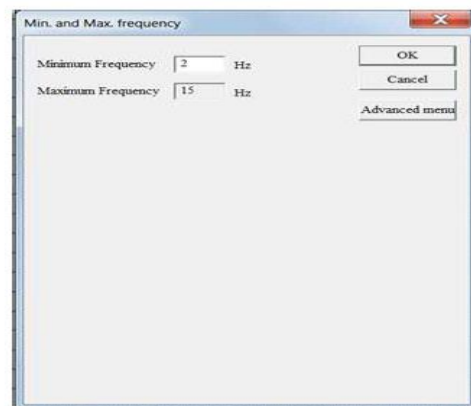 Min. and Max. frequency
Minimum Frequency 2 Hz
Maximum Frequency 15 Hz
OK
Cancel
Advanced menu